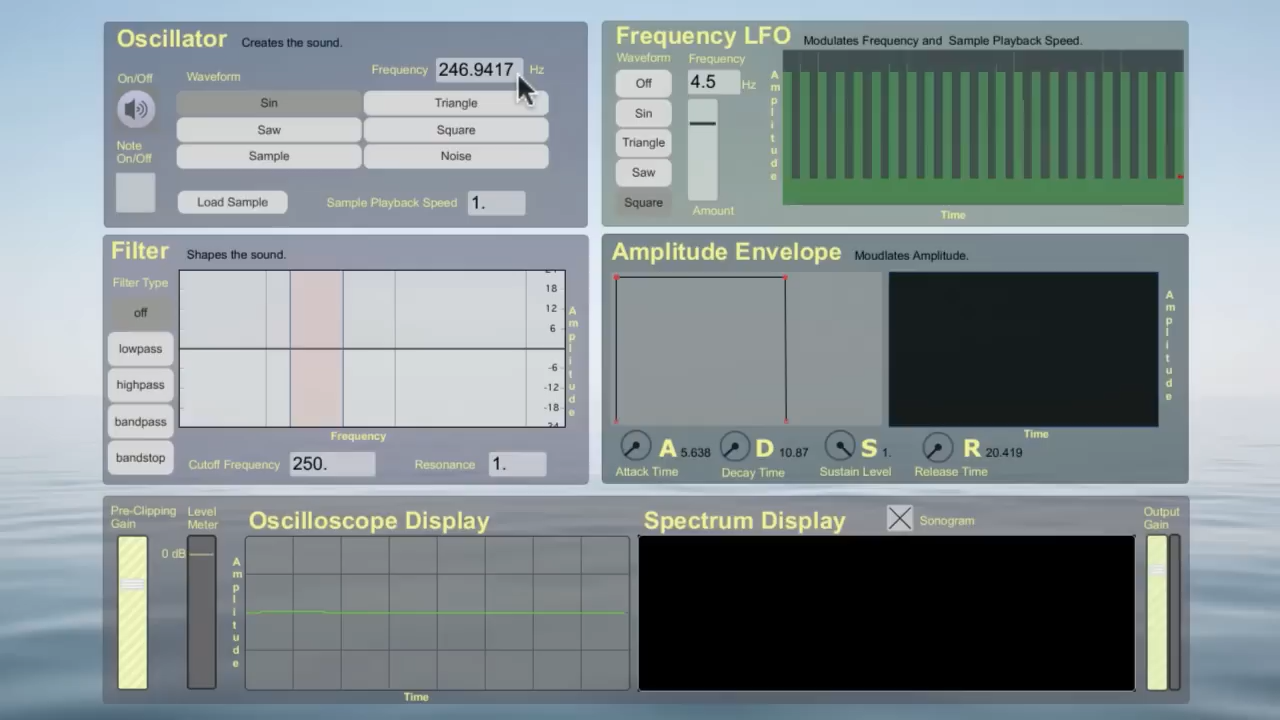 Oscillator Creates the sound.
On/Off
Waveform
Frequency 246.9417 Hz
Sin
Triangle
Saw
Square
Sample
Noise
Note
On/Off
Load Sample
Sample Playback Speed 1.
Frequency LFO Modulates Frequency and Sample Playback Speed.
Waveform
Frequency
4.5 Hz
Off
Sin
Triangle
Saw
Square
Amount
Amplitude
Time
Filter Shapes the sound.
Filter Type
off
lowpass
highpass
bandpass
bandstop
18
12
6
-6
-12
-18
Amplitude
Frequency
Cutoff Frequency 250.
Resonance 1.
Amplitude Envelope Moudlates Amplitude.
Amplitude
Time
A 5.638
Attack Time
D 10.87
Decay Time
S 1.
Sustain Level
R 20.419
Release Time
Pre-Clipping
Gain
Level
Meter
0 dB
Oscilloscope Display
Amplitude
Time
Spectrum Display
Sonogram
Output
Gain